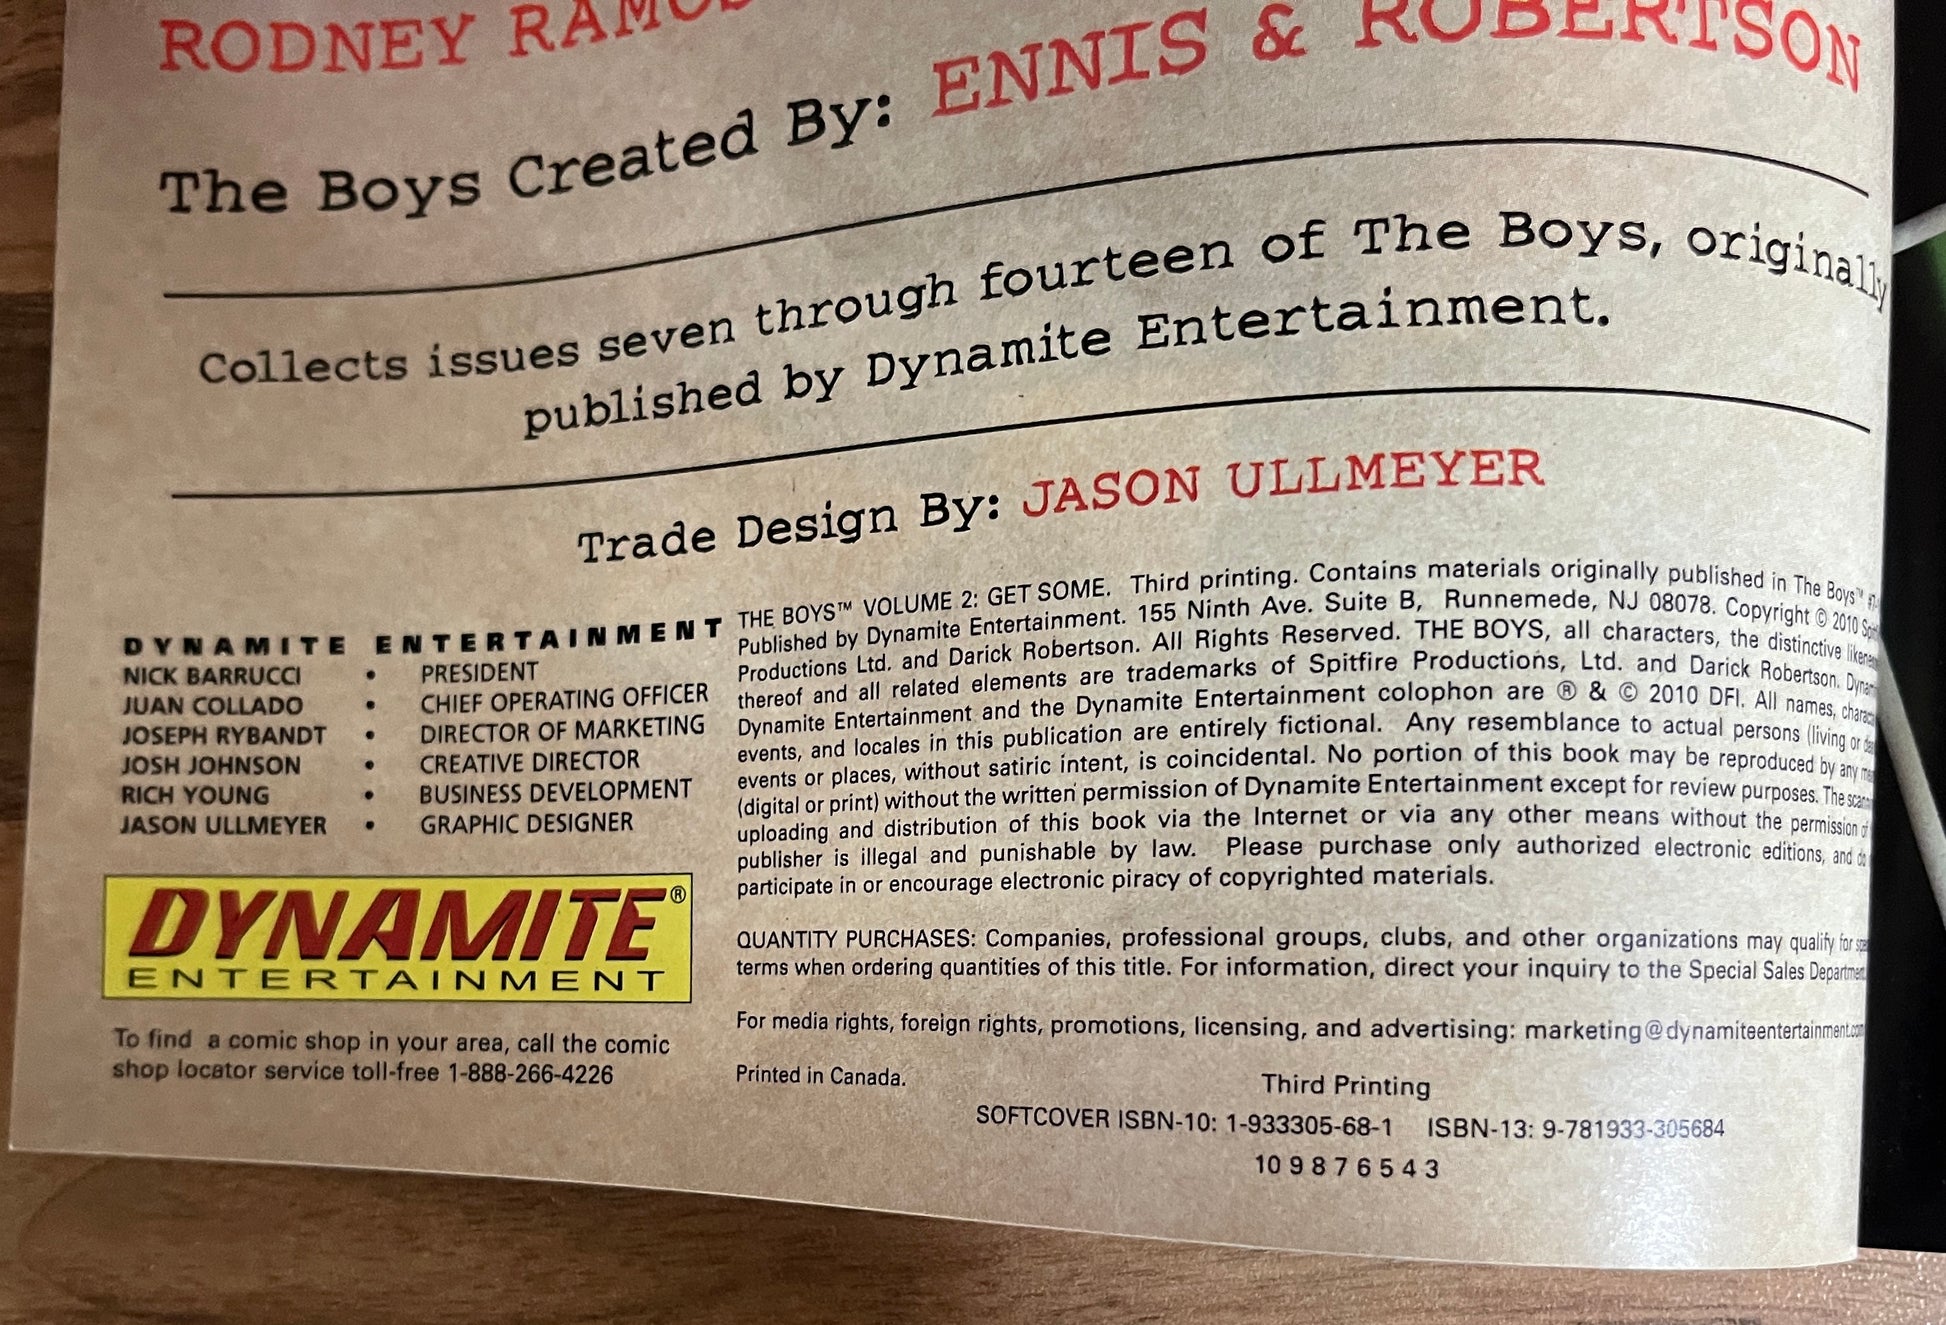 RODNEY RAMOS
The Boys Created By: ENNIS & ROBERTSON
Collects issues seven through fourteen of The Boys, originally
published by Dynamite Entertainment.
Trade Design By: JASON ULLMEYER
DYNAMITE ENTERTAINMENT
NICK BARRUCCI • PRESIDENT
JUAN COLLADO • CHIEF OPERATING OFFICER
JOSEPH RYBANDT • DIRECTOR OF MARKETING
JOSH JOHNSON • CREATIVE DIRECTOR
RICH YOUNG • BUSINESS DEVELOPMENT
JASON ULLMEYER • GRAPHIC DESIGNER
DYNAMITE®
ENTERTAINMENT
To find a comic shop in your area, call the comic
shop locator service toll-free 1-888-266-4226
THE BOYS™ VOLUME 2: GET SOME. Third printing. Contains materials originally published in The Boys™
Published by Dynamite Entertainment. 155 Ninth Ave. Suite B, Runnemede, NJ 08078. Copyright © 2010
Productions Ltd. and Darick Robertson. All Rights Reserved. THE BOYS, all characters, the distinctive
thereof and all related elements are trademarks of Spitfire Productions, Ltd. and Darick Robertson.
Dynamite Entertainment and the Dynamite Entertainment colophon are ® & © 2010 DFI. All names,
events, and locales in this publication are entirely fictional. Any resemblance to actual persons (living or
events or places, without satiric intent, is coincidental. No portion of this book may be reproduced by any
(digital or print) without the written permission of Dynamite Entertainment except for review purposes. The
uploading and distribution of this book via the Internet or via any other means without the permission of
publisher is illegal and punishable by law. Please purchase only authorized electronic editions, and do
participate in or encourage electronic piracy of copyrighted materials.
QUANTITY PURCHASES: Companies, professional groups, clubs, and other organizations may qualify for
terms when ordering quantities of this title. For information, direct your inquiry to the Special Sales
For media rights, foreign rights, promotions, licensing, and advertising: marketing@dynamiteentertainment.com
Printed in Canada.
Third Printing
SOFTCOVER ISBN-10: 1-933305-68-1 ISBN-13: 9-781933-305684
10 9 8 7 6 5 4 3